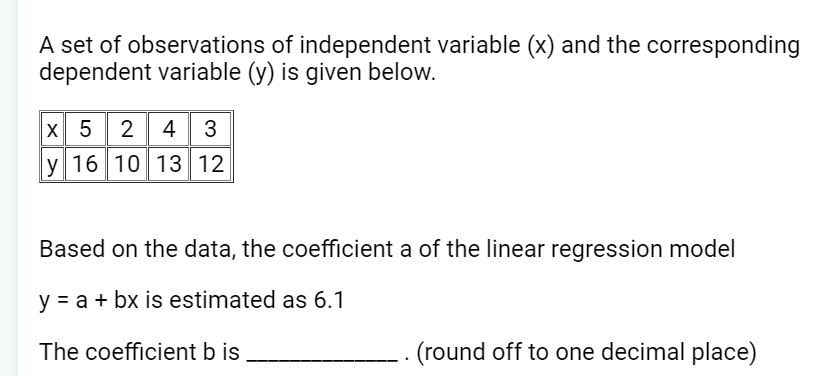 A set of observations of independent variable (x) and the corresponding
dependent variable (y) is given below.
x 5 2 4 3
y 16 10 13 12
Based on the data, the coefficient a of the linear regression model
y = a + bx is estimated as 6.1
The coefficient b is ______________ . (round off to one decimal place)